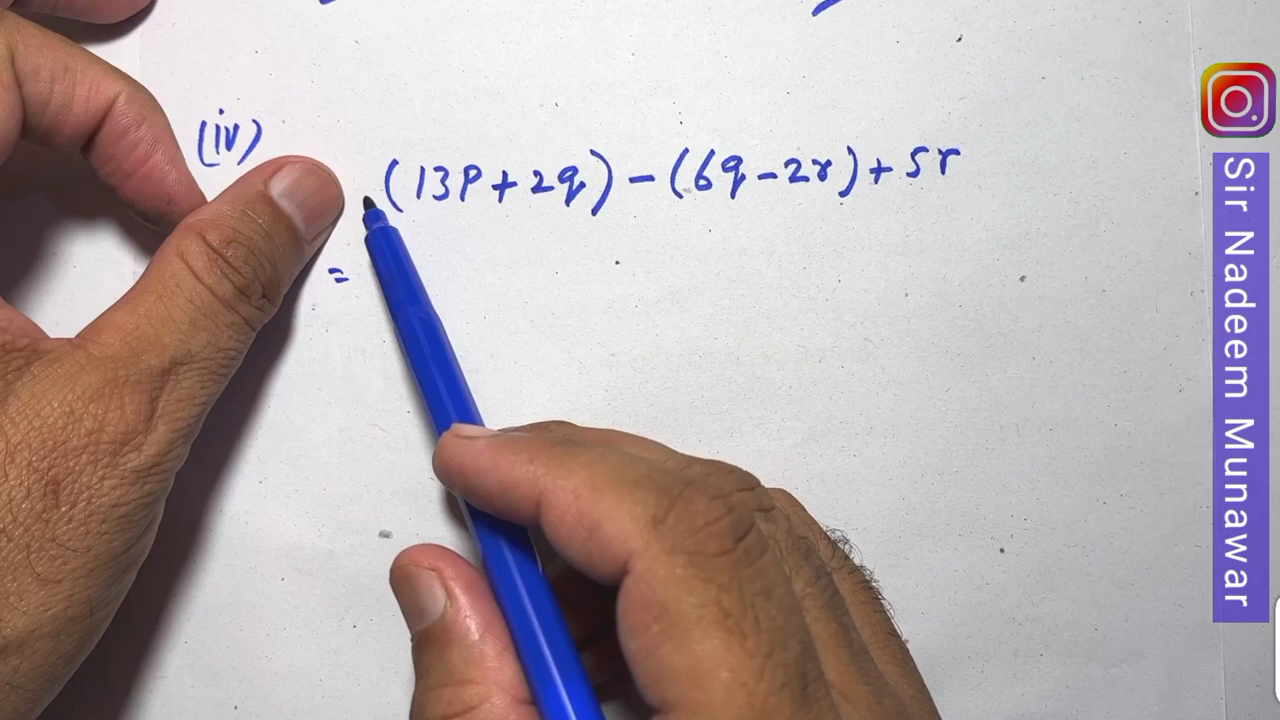 (iv)
(13p+2q)-(6q-2r)+5r
=
Sir Nadeem Munawar